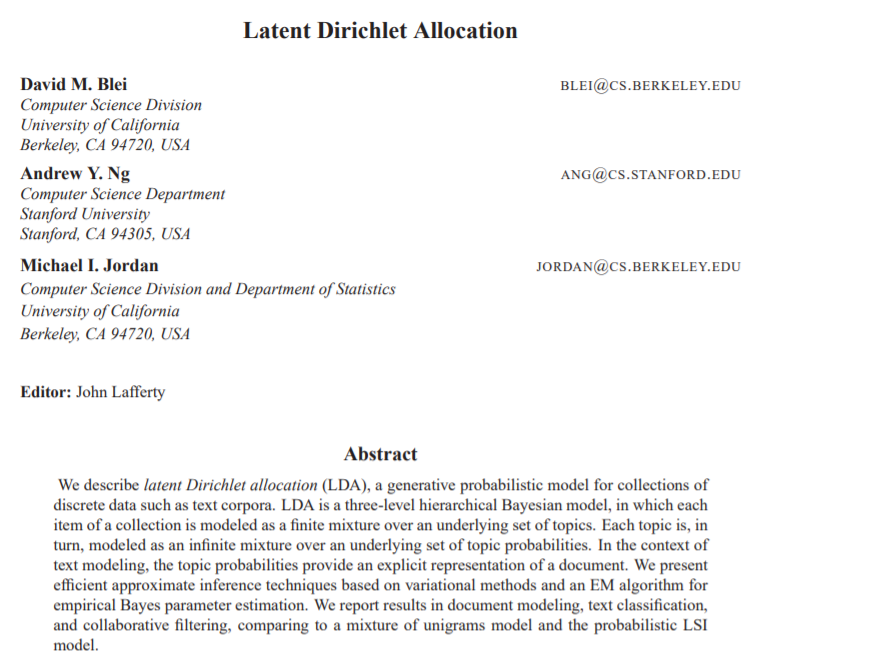 Latent Dirichlet Allocation
David M. Blei BLEI@CS.BERKELEY.EDU
Computer Science Division
University of California
Berkeley, CA 94720, USA
Andrew Y. Ng ANG@CS.STANFORD.EDU
Computer Science Department
Stanford University
Stanford, CA 94305, USA
Michael I. Jordan JORDAN@CS.BERKELEY.EDU
Computer Science Division and Department of Statistics
University of California
Berkeley, CA 94720, USA
Editor: John Lafferty
Abstract
We describe latent Dirichlet allocation (LDA), a generative probabilistic model for collections of
discrete data such as text corpora. LDA is a three-level hierarchical Bayesian model, in which each
item of a collection is modeled as a finite mixture over an underlying set of topics. Each topic is, in
turn, modeled as an infinite mixture over an underlying set of topic probabilities. In the context of
text modeling, the topic probabilities provide an explicit representation of a document. We present
efficient approximate inference techniques based on variational methods and an EM algorithm for
empirical Bayes parameter estimation. We report results in document modeling, text classification,
and collaborative filtering, comparing to a mixture of unigrams model and the probabilistic LSI
model.